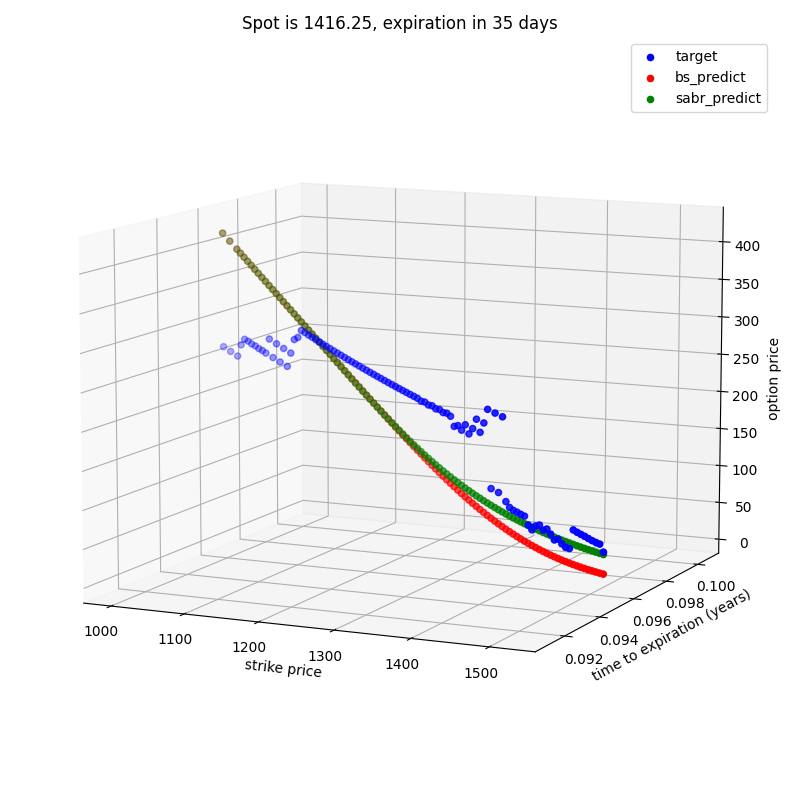 Spot is 1416.25, expiration in 35 days
target
bs_predict
sabr_predict
400
350
300
250
200
150
100
50
0
option price
0.100
0.098
0.096
0.094
0.092
time to expiration (years)
1000
1100
1200
1300
1400
1500
strike price